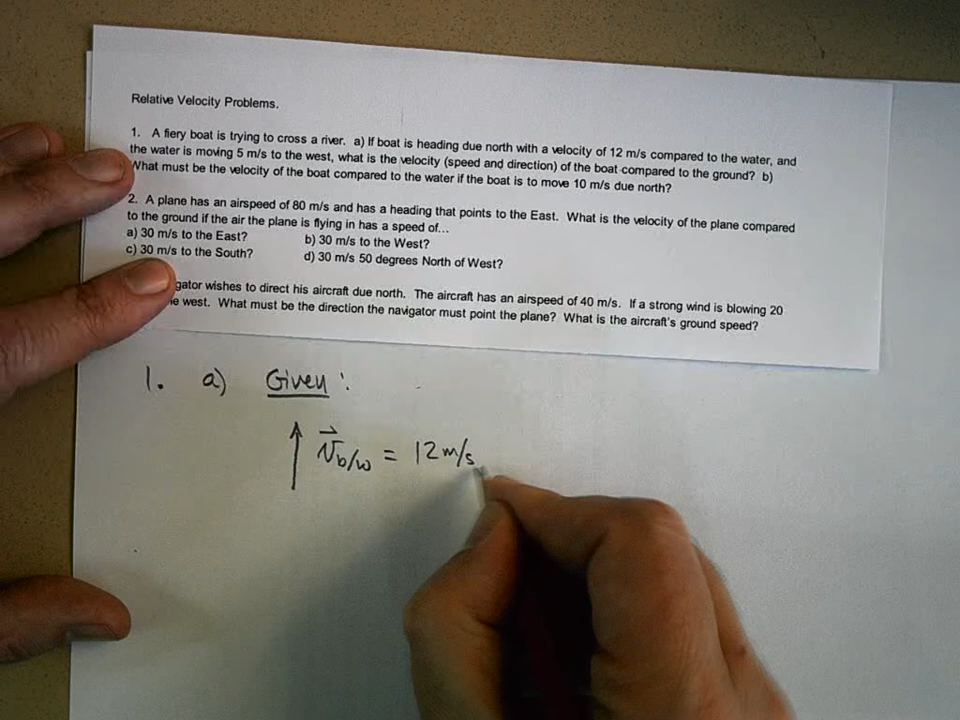 Relative Velocity Problems.
1. A fiery boat is trying to cross a river. a) If boat is heading due north with a velocity of 12 m/s compared to the water, and
the water is moving 5 m/s to the west, what is the velocity (speed and direction) of the boat compared to the ground? b)
What must be the velocity of the boat compared to the water if the boat is to move 10 m/s due north?
2. A plane has an airspeed of 80 m/s and has a heading that points to the East. What is the velocity of the plane compared
to the ground if the air the plane is flying in has a speed of...
a) 30 m/s to the East? b) 30 m/s to the West?
c) 30 m/s to the South? d) 30 m/s 50 degrees North of West?
gator wishes to direct his aircraft due north. The aircraft has an airspeed of 40 m/s. If a strong wind is blowing 20
west. What must be the direction the navigator must point the plane? What is the aircraft's ground speed?
1. a) Given:
V b/w = 12 m/s